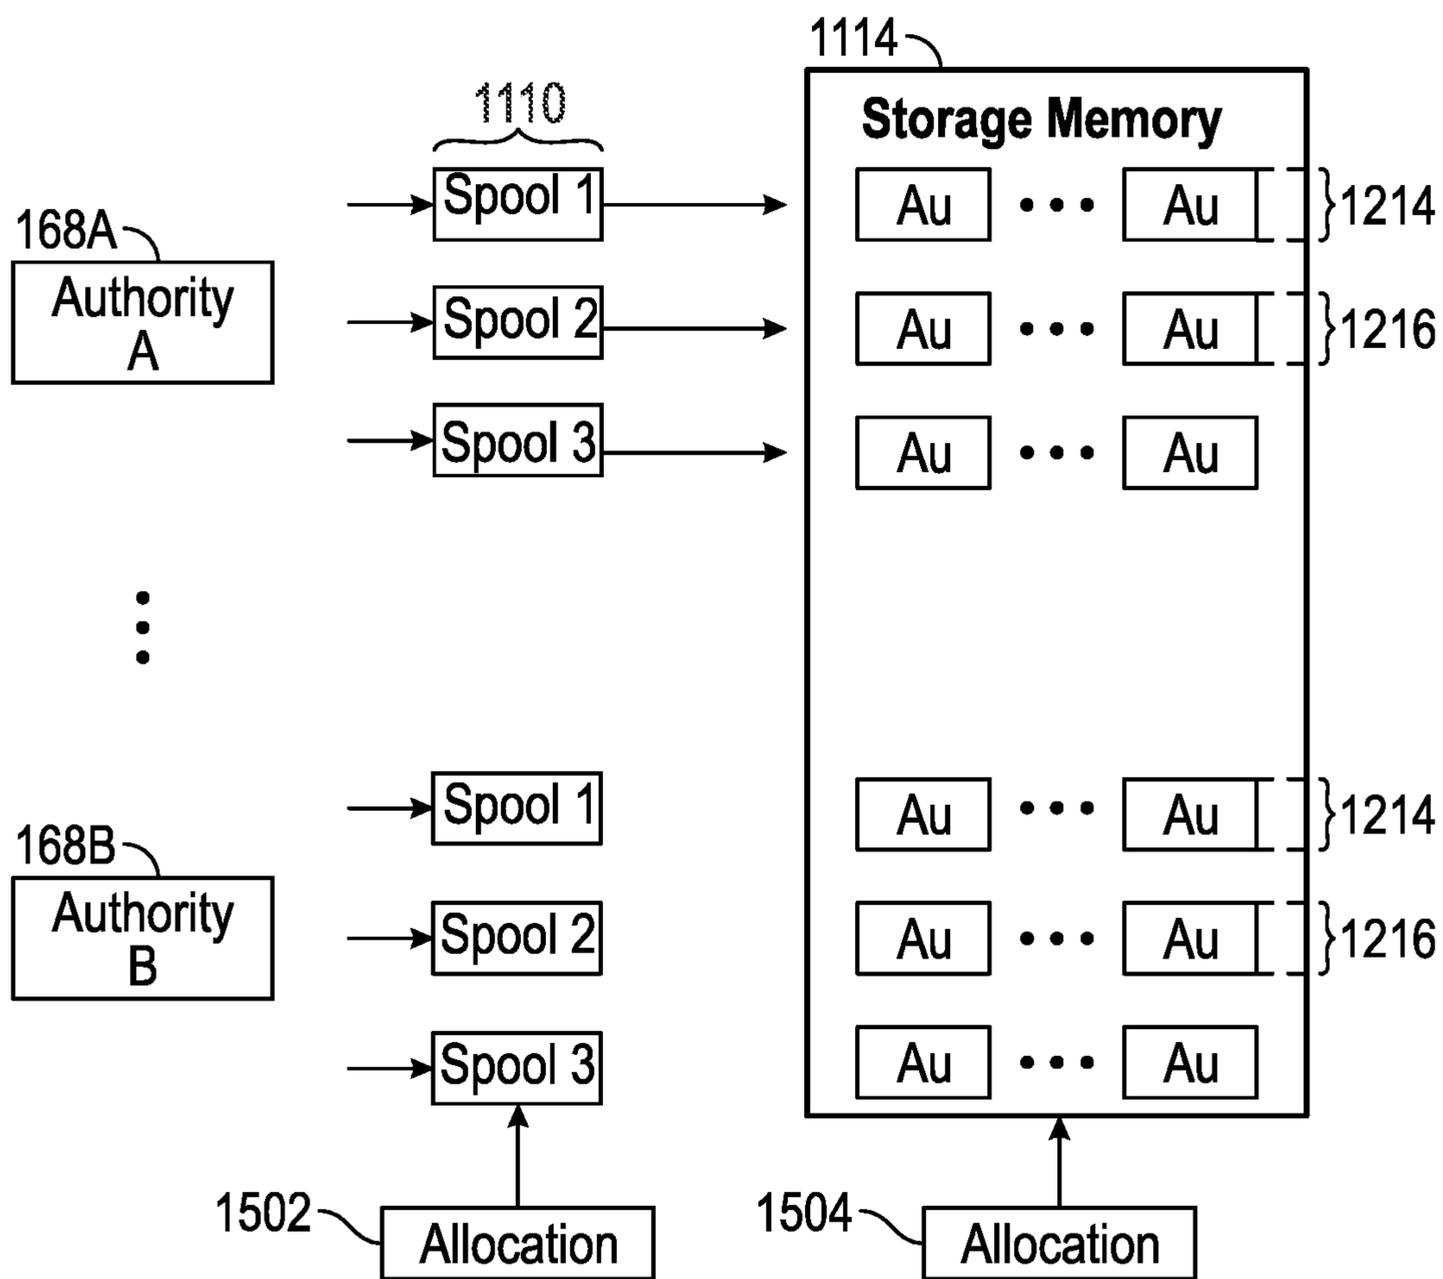 1114
1110
Storage Memory
Spool 1
Au
Au
1214
168A
Authority
A
Spool 2
Au
Au
1216
Spool 3
Au
Au
Spool 1
Au
Au
1214
168B
Authority
B
Spool 2
Au
Au
1216
Spool 3
Au
Au
1502
Allocation
1504
Allocation